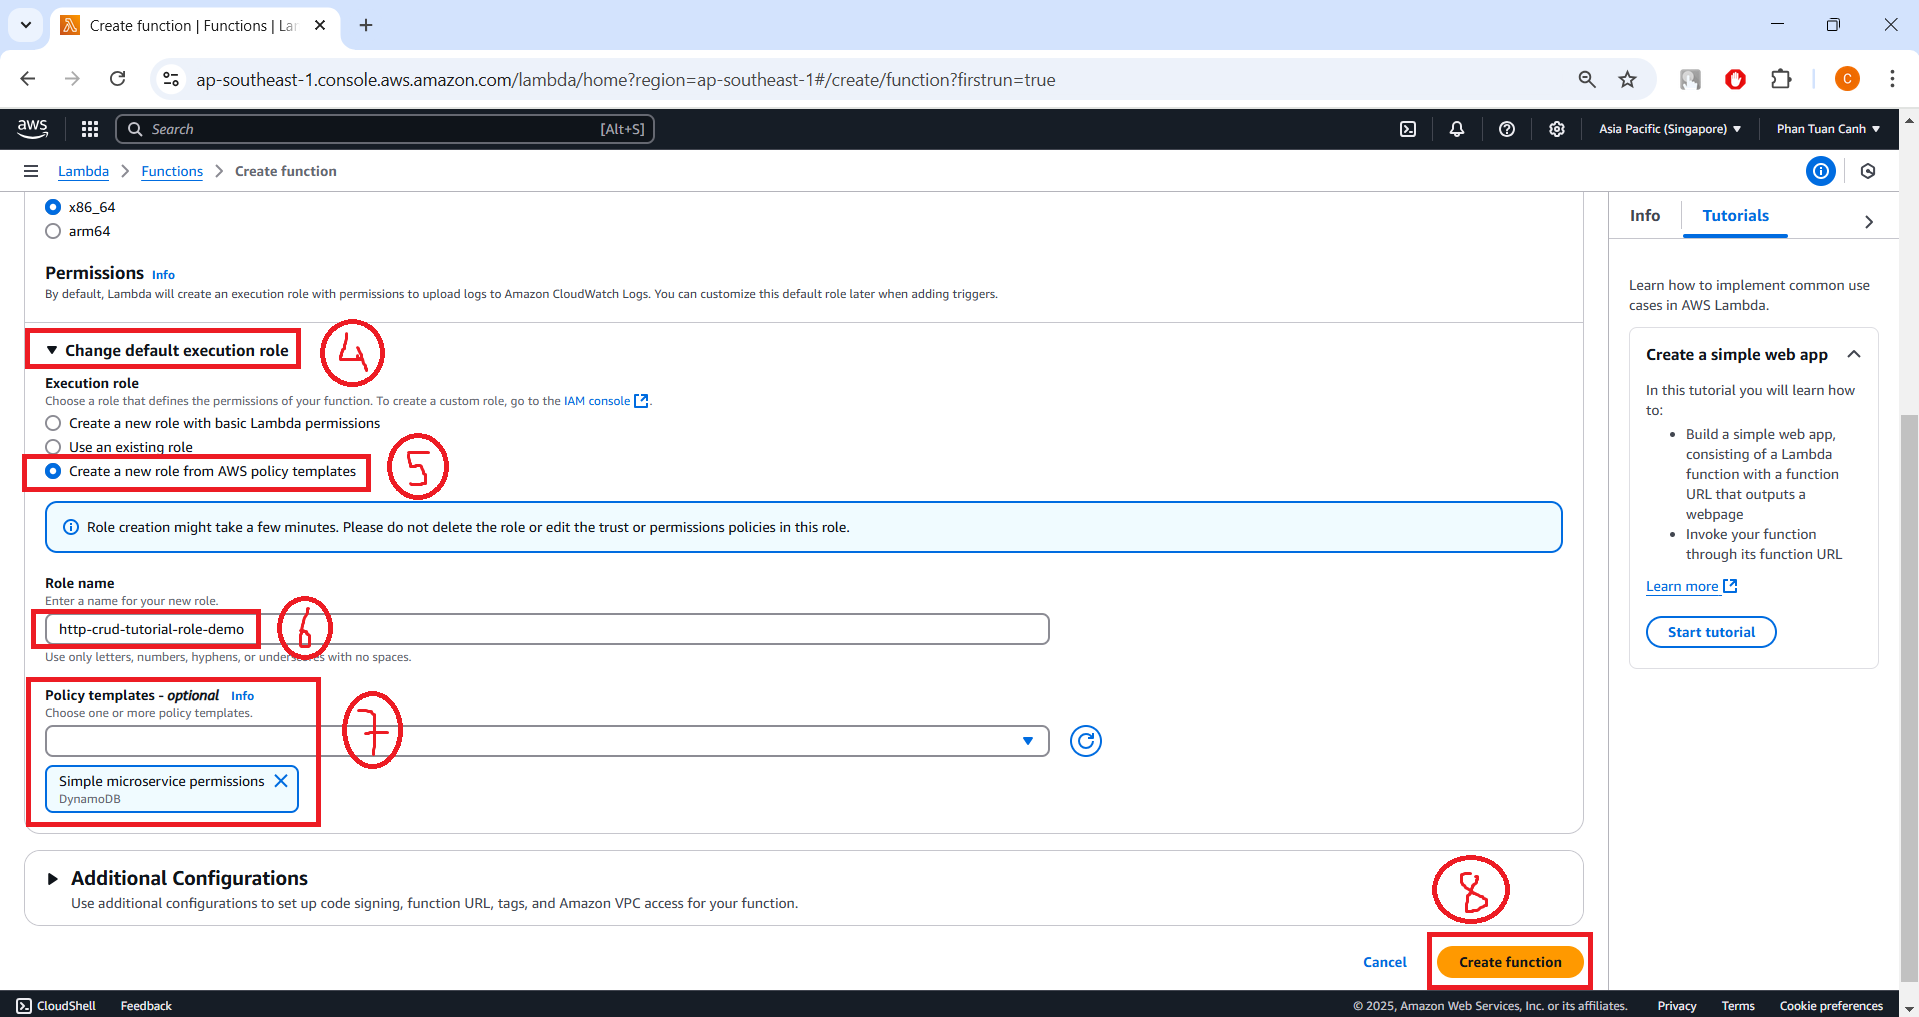 Create function | Functions | La
ap-southeast-1.console.aws.amazon.com/lambda/home?region=ap-southeast-1#/create/function?firstrun=true
C
aws
Search
[Alt+S]
Asia Pacific (Singapore)
Phan Tuan Canh
Lambda
Functions
Create function
x86_64
arm64
Permissions Info
By default, Lambda will create an execution role with permissions to upload logs to Amazon CloudWatch Logs. You can customize this default role later when adding triggers.
Change default execution role
4
Execution role
Choose a role that defines the permissions of your function. To create a custom role, go to the IAM console .
Create a new role with basic Lambda permissions
Use an existing role
Create a new role from AWS policy templates
5
Role creation might take a few minutes. Please do not delete the role or edit the trust or permissions policies in this role.
Role name
Enter a name for your new role.
http-crud-tutorial-role-demo
6
Use only letters, numbers, hyphens, or underscores with no spaces.
Policy templates - optional Info
Choose one or more policy templates.
7
Simple microservice permissions
DynamoDB
Additional Configurations
Use additional configurations to set up code signing, function URL, tags, and Amazon VPC access for your function.
8
Cancel
Create function
Info
Tutorials
Learn how to implement common use
cases in AWS Lambda.
Create a simple web app
In this tutorial you will learn how
to:
• Build a simple web app,
consisting of a Lambda
function with a function
URL that outputs a
webpage
• Invoke your function
through its function URL
Learn more
Start tutorial
CloudShell
Feedback
© 2025, Amazon Web Services, Inc. or its affiliates.
Privacy
Terms
Cookie preferences